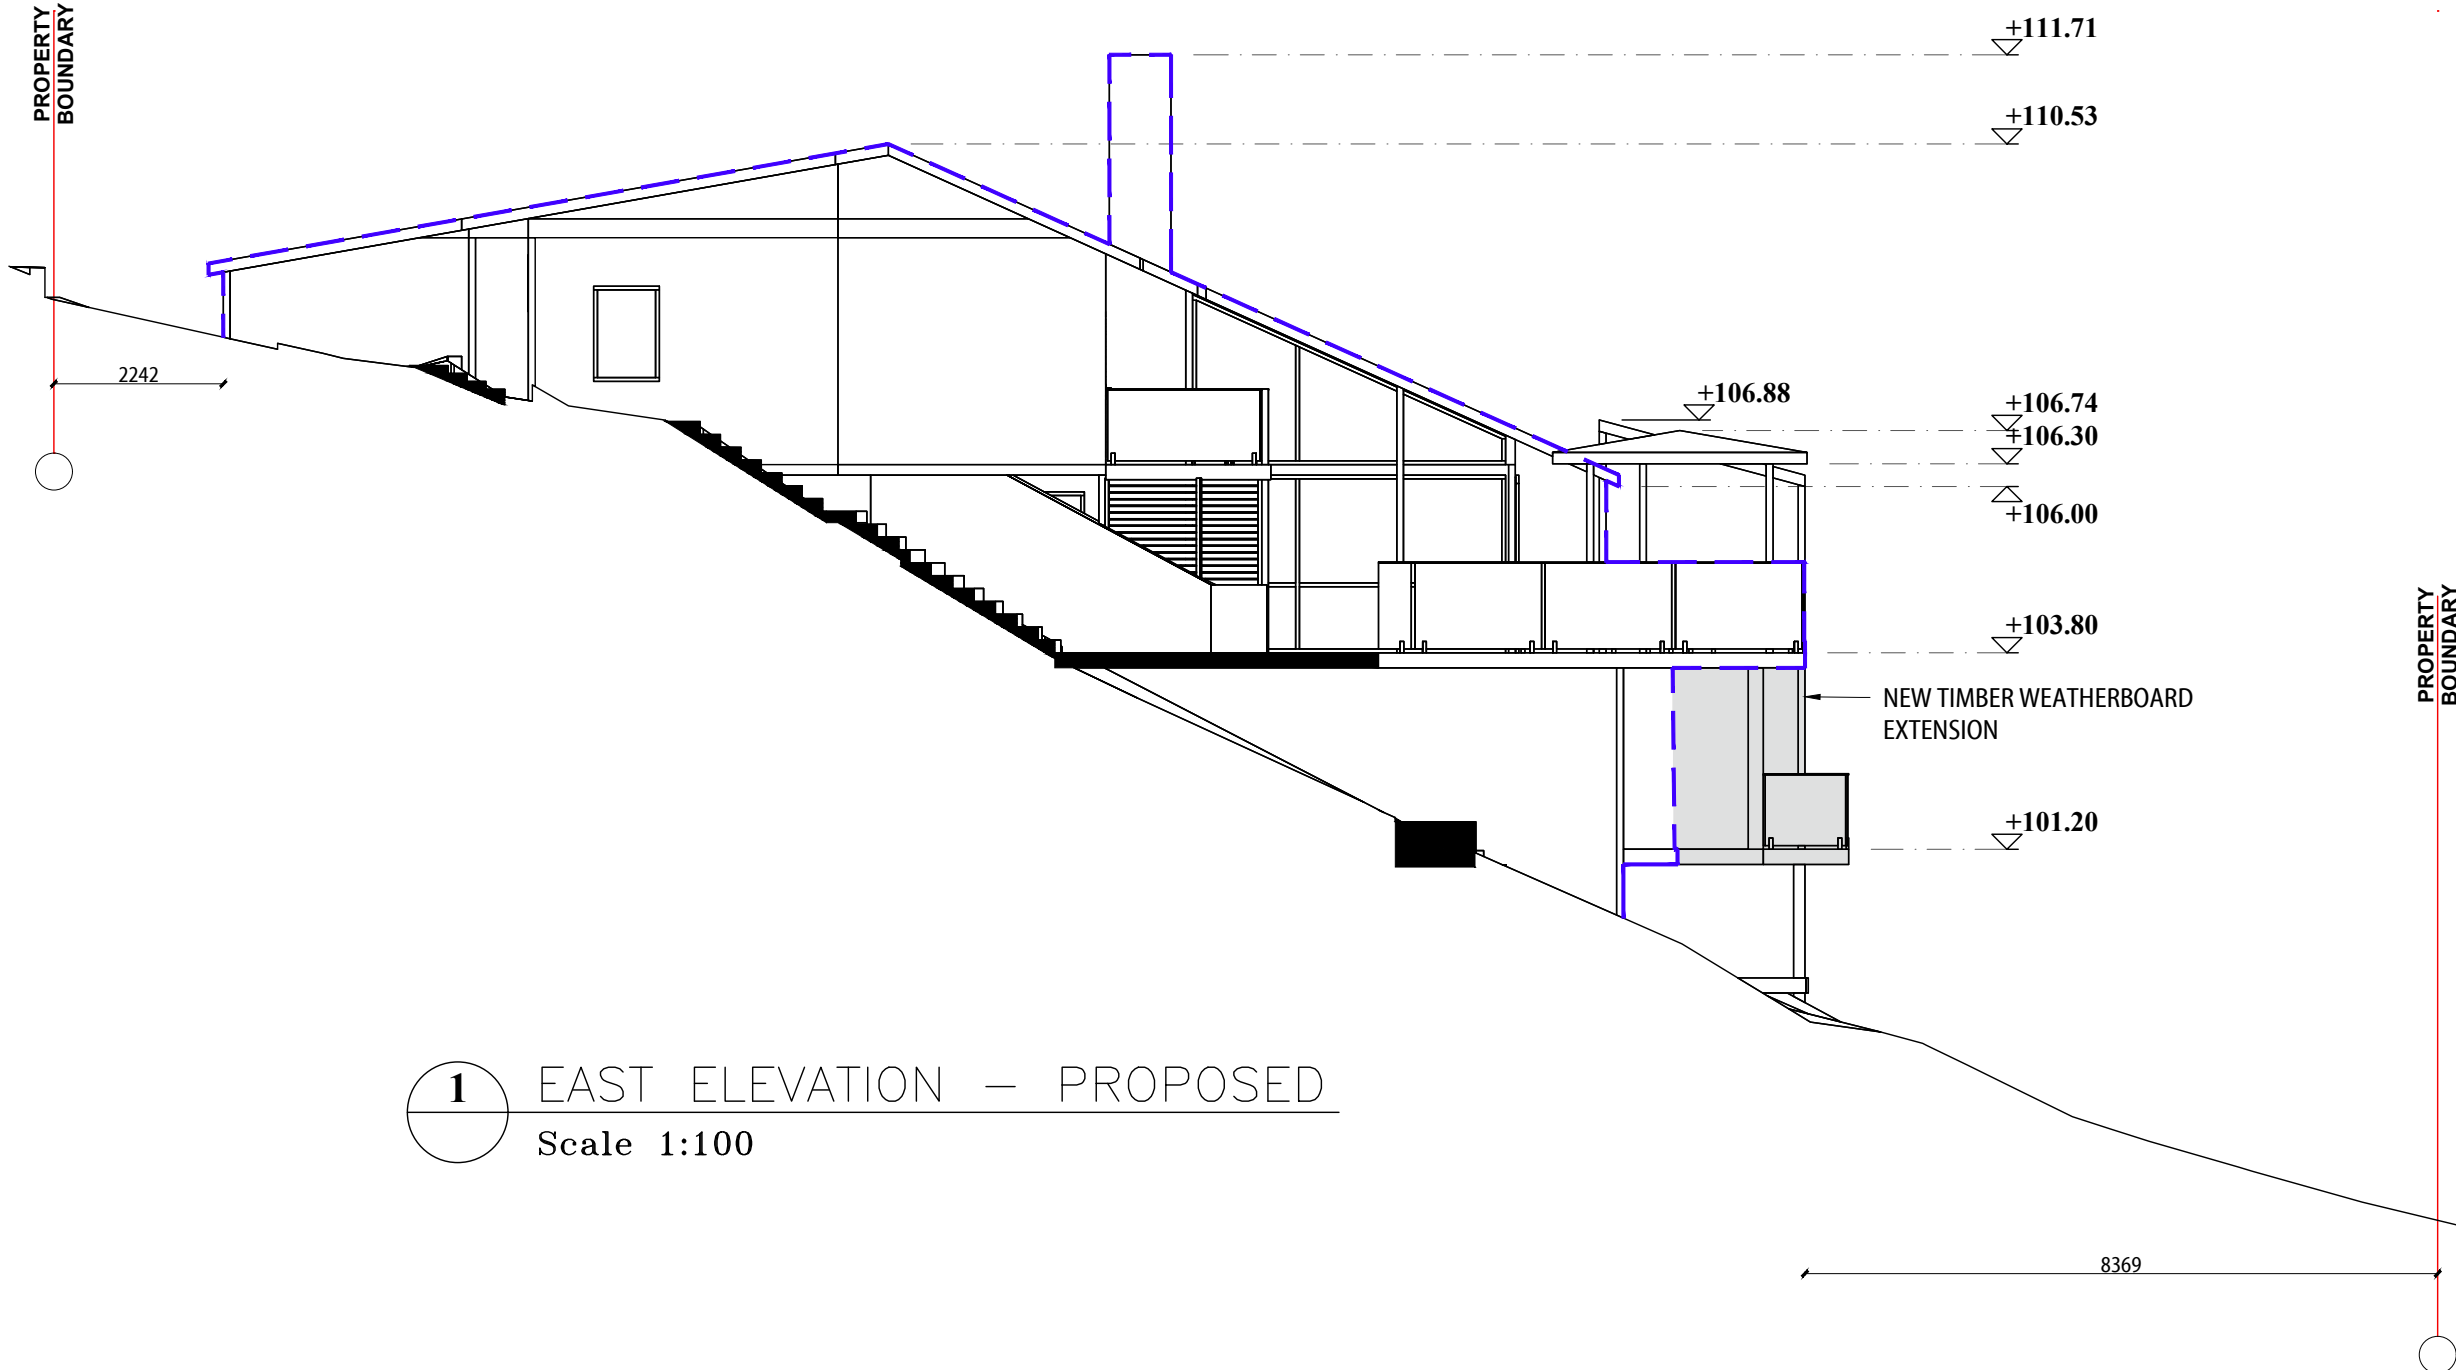 PROPERTY
BOUNDARY
+111.71
+110.53
2242
+106.88
+106.74
+106.30
+106.00
PROPERTY
BOUNDARY
+103.80
NEW TIMBER WEATHERBOARD
EXTENSION
+101.20
1
EAST ELEVATION – PROPOSED
Scale 1:100
8369